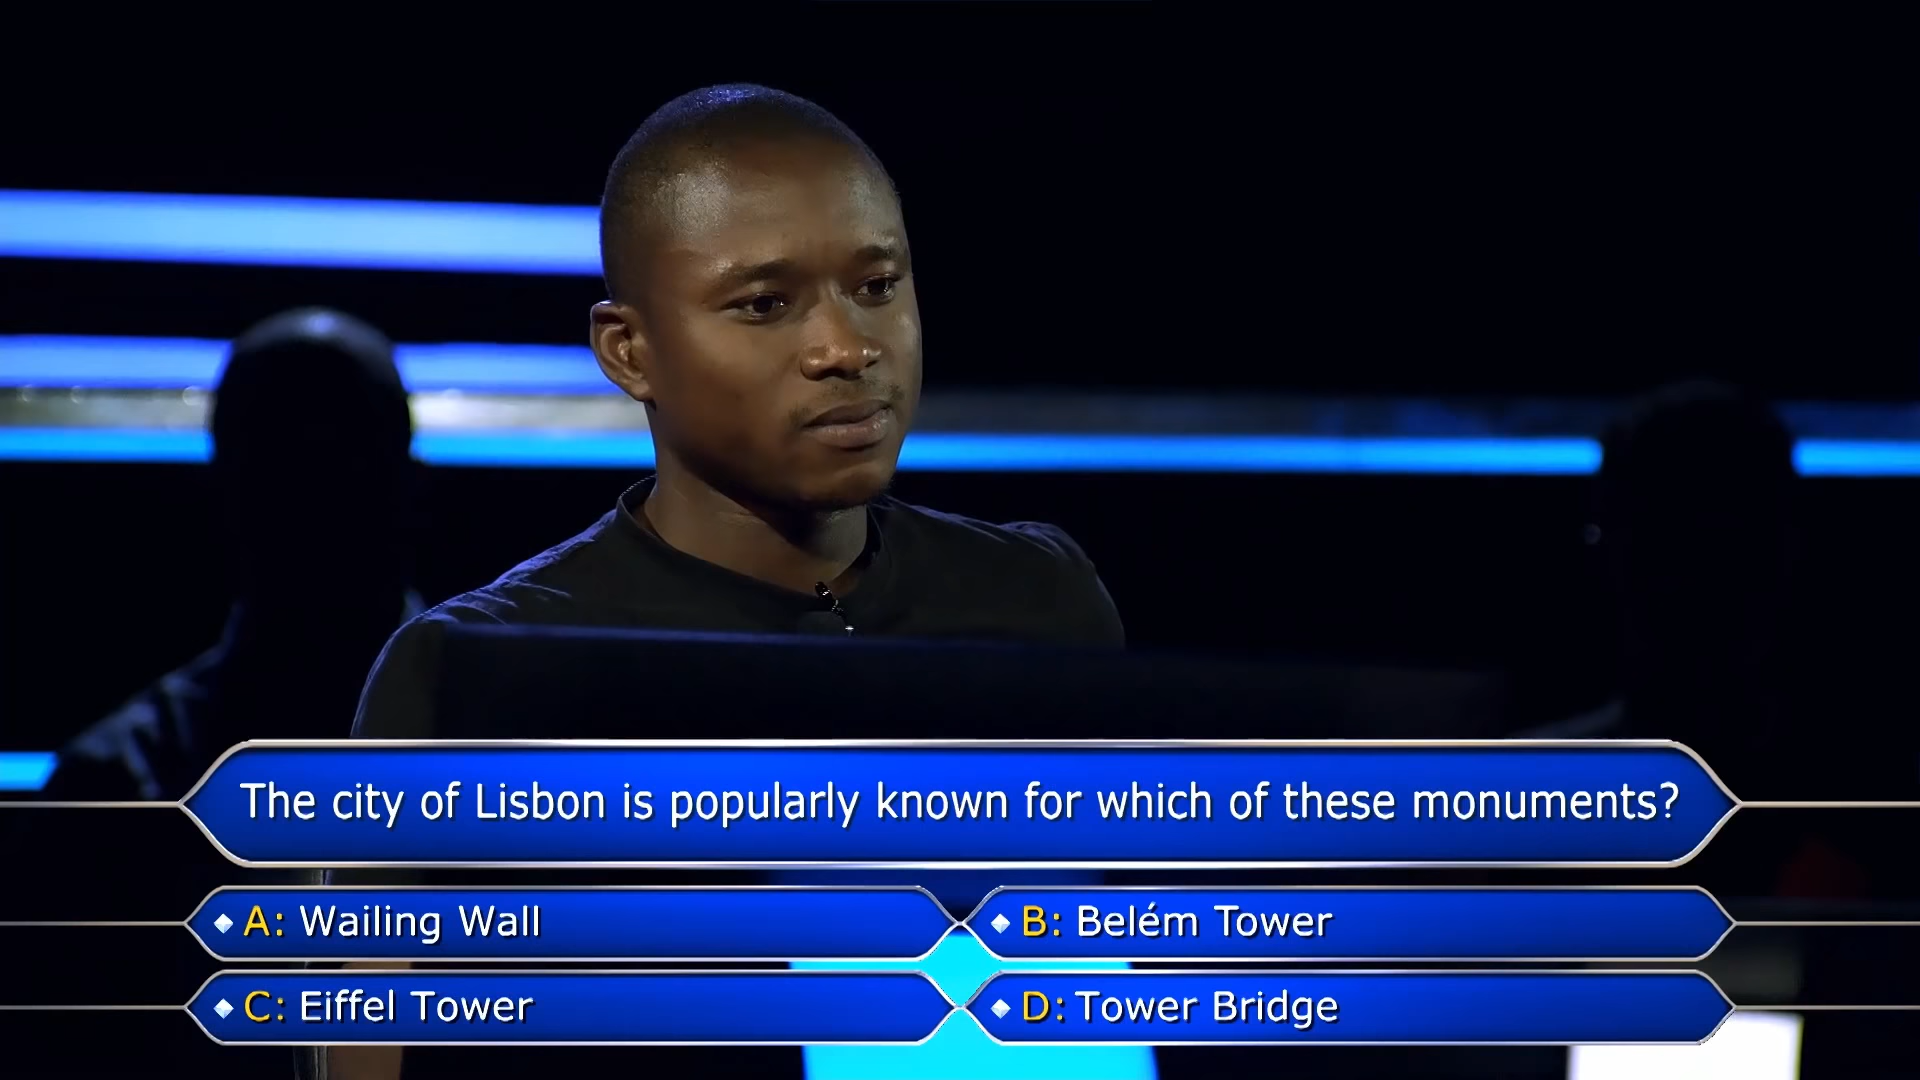 The city of Lisbon is popularly known for which of these monuments?
A: Wailing Wall
B: Belém Tower
C: Eiffel Tower
D: Tower Bridge